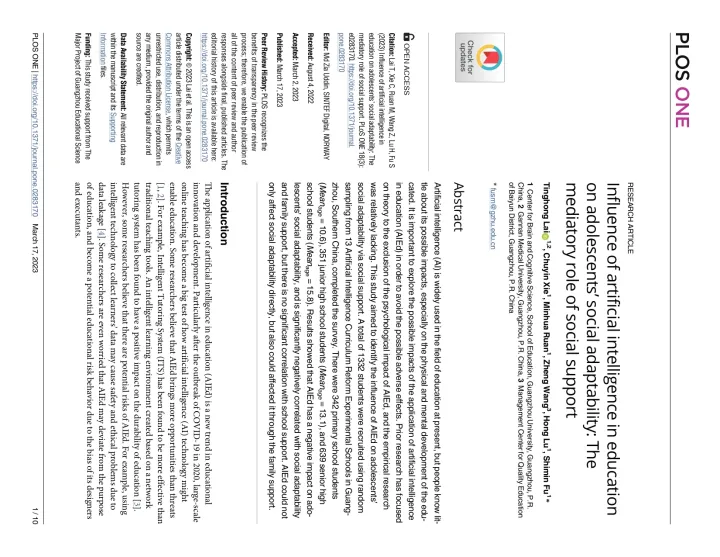 PLOS ONE
RESEARCH ARTICLE
Influence of artificial intelligence in education
on adolescents' social adaptability: The
mediatory role of social support
Tinghong Lai 1,2*, Chuyin Xie1, Minhua Ruan1, Zheng Wang3, Hong Lu1, Shimin Fu1*
1 Center for Brain and Cognitive Science, School of Education, Guangzhou University, Guangzhou, P. R.
China, 2 Gannan Medical University, Guangzhou, P.R. China, 3 Management Center for Quality Education
of Baiyun District, Guangzhou, P.R. China
* fusm@gzhu.edu.cn
Check for
updates
OPEN ACCESS
Citation: Lai T, Xie C, Ruan M, Wang Z, Lu H, Fu S
(2023) Influence of artificial intelligence in
education on adolescents' social adaptability: The
mediatory role of social support. PLoS ONE 18(3):
e0283170. https://doi.org/10.1371/journal.
pone.0283170
Editor: Md Zia Uddin, SINTEF Digital, NORWAY
Received: August 4, 2022
Accepted: March 2, 2023
Published: March 17, 2023
Peer Review History: PLOS recognizes the
benefits of transparency in the peer review
process; therefore, we enable the publication of
all of the content of peer review and author
responses alongside final, published articles. The
editorial history of this article is available here:
https://doi.org/10.1371/journal.pone.0283170
Copyright: © 2023 Lai et al. This is an open access
article distributed under the terms of the Creative
Commons Attribution License, which permits
unrestricted use, distribution, and reproduction in
any medium, provided the original author and
source are credited.
Data Availability Statement: All relevant data are
within the manuscript and its Supporting
Information files.
Funding: This study received support from The
Major Project of Guangzhou Educational Science
Abstract
Artificial intelligence (AI) is widely used in the field of education at present, but people know lit-
tle about its possible impacts, especially on the physical and mental development of the edu-
cated. It is important to explore the possible impacts of the application of artificial intelligence
in education (AIEd) in order to avoid the possible adverse effects. Prior research has focused
on theory to the exclusion of the psychological impact of AIEd, and the empirical research
was relatively lacking. This study aimed to identify the influence of AIEd on adolescents'
social adaptability via social support. A total of 1332 students were recruited using random
sampling from 13 Artificial Intelligence Curriculum Reform Experimental Schools in Guang-
zhou, Southern China, completed the survey. There were 342 primary school students
(Mean age = 10.6), 351 junior high school students (Mean age = 13.1), and 639 senior high
school students (Mean age = 15.8). Results showed that AIEd has a negative impact on ado-
lescents' social adaptability, and is significantly negatively correlated with social adaptability
and family support, but there is no significant correlation with school support. AIEd could not
only affect social adaptability directly, but also could affected it through the family support.
Introduction
The application of artificial intelligence in education (AIEd) is a new trend in educational
innovation and development. Particularly after the outbreak of COVID-19 in 2020, large-scale
online teaching has become a big test of how artificial intelligence (AI) technology might
enable education. Some researchers believe that AIEd brings more opportunities than threats
[1, 2]. For example, Intelligent Tutoring System (ITS) has been found to be more effective than
traditional teaching tools. An intelligent learning environment created based on a network
tutoring system has been found to have a positive impact on the durability of education [3].
However, some researchers believe that there are potential risks of AIEd. For example, using
intelligent technology to collect learners' data may cause safety and ethical problems due to
data leakage [4]. Some researchers are even worried that AIEd may deviate from the purpose
of education, and become a potential educational risk behavior due to the bias of its designers
and executants.
PLOS ONE | https://doi.org/10.1371/journal.pone.0283170 March 17, 2023
1 / 10